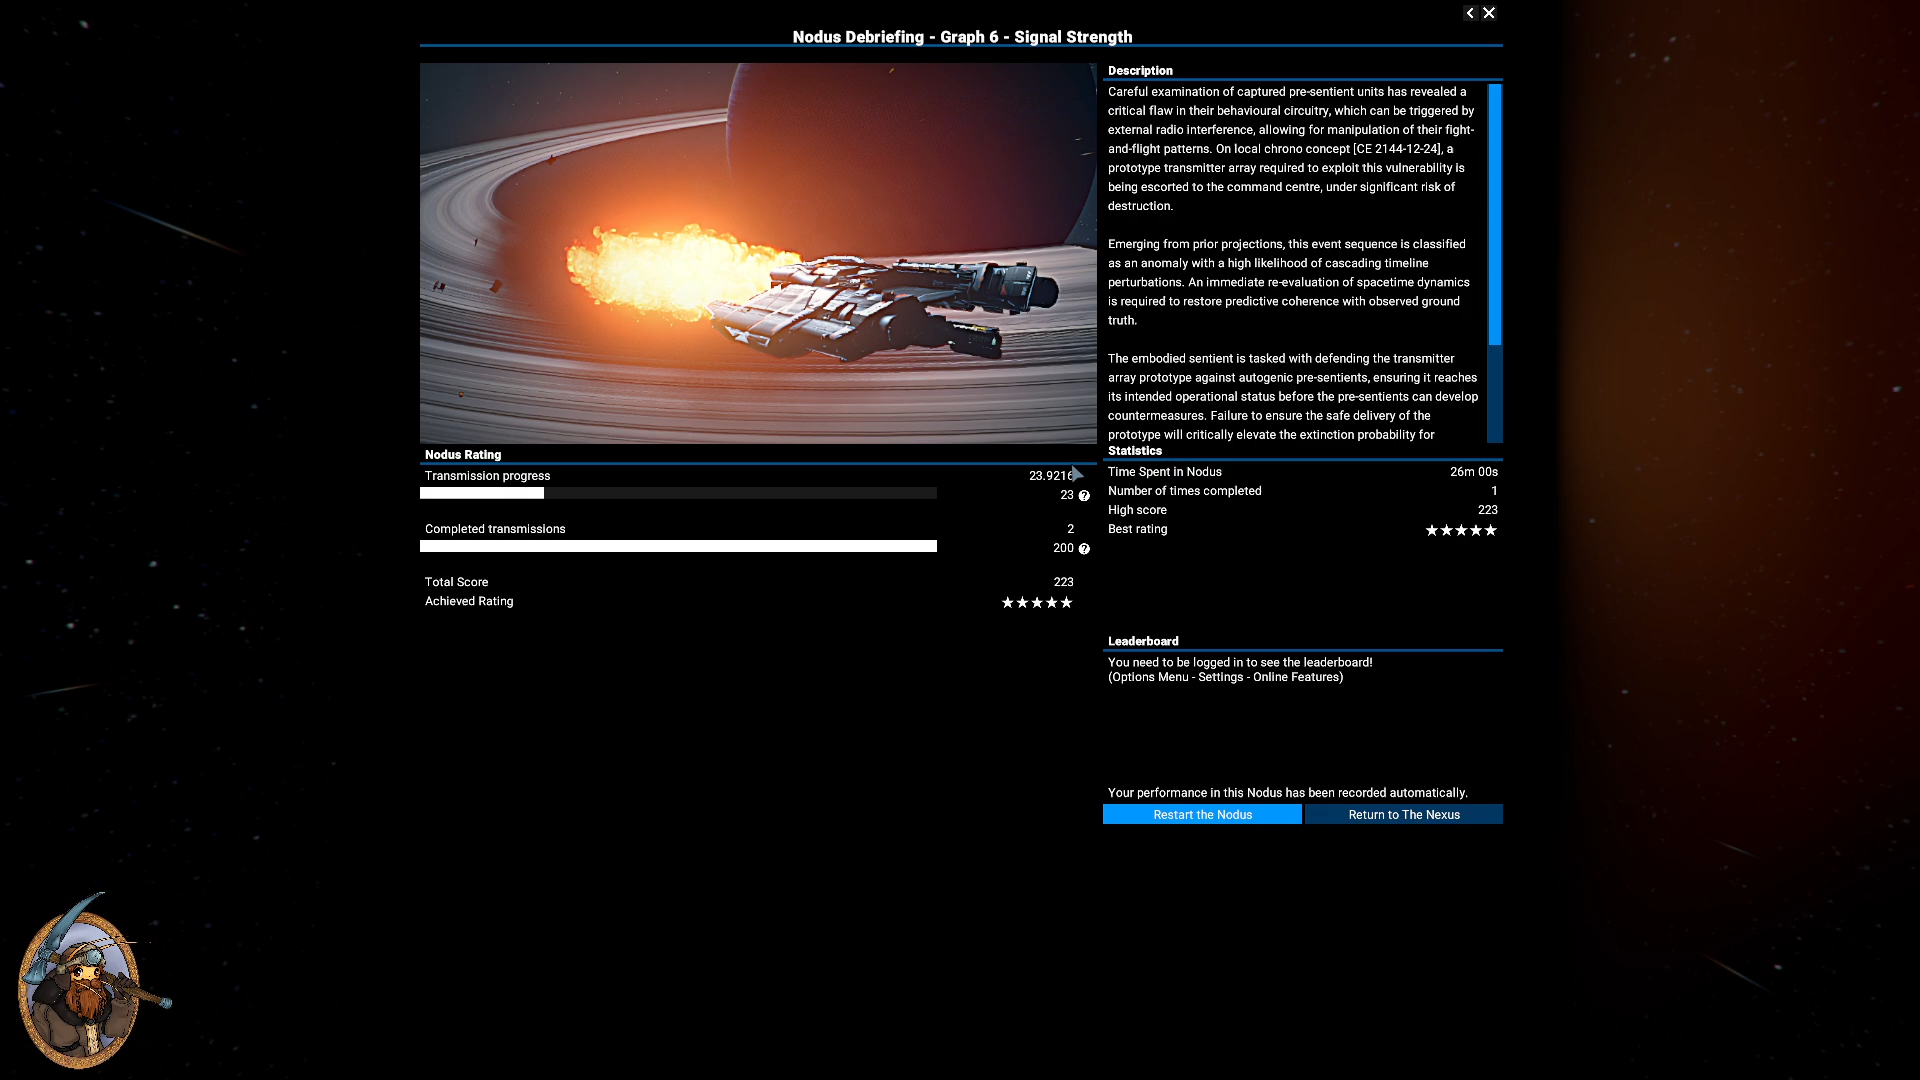 Nodus Debriefing - Graph 6 - Signal Strength
Description
Careful examination of captured pre-sentient units has revealed a
critical flaw in their behavioural circuitry, which can be triggered by
external radio interference, allowing for manipulation of their fight-
and-flight patterns. On local chrono concept [CE 2144-12-24], a
prototype transmitter array required to exploit this vulnerability is
being escorted to the command centre, under significant risk of
destruction.
Emerging from prior projections, this event sequence is classified
as an anomaly with a high likelihood of cascading timeline
perturbations. An immediate re-evaluation of spacetime dynamics
is required to restore predictive coherence with observed ground
truth.
The embodied sentient is tasked with defending the transmitter
array prototype against autogenic pre-sentients, ensuring it reaches
its intended operational status before the pre-sentients can develop
countermeasures. Failure to ensure the safe delivery of the
prototype will critically elevate the extinction probability for
Nodus Rating
Transmission progress 23.9216
23 ?
Completed transmissions 2
200 ?
Total Score 223
Achieved Rating ★★★★★
Statistics
Time Spent in Nodus 26m 00s
Number of times completed 1
High score 223
Best rating ★★★★★
Leaderboard
You need to be logged in to see the leaderboard!
(Options Menu - Settings - Online Features)
Your performance in this Nodus has been recorded automatically.
Restart the Nodus
Return to The Nexus